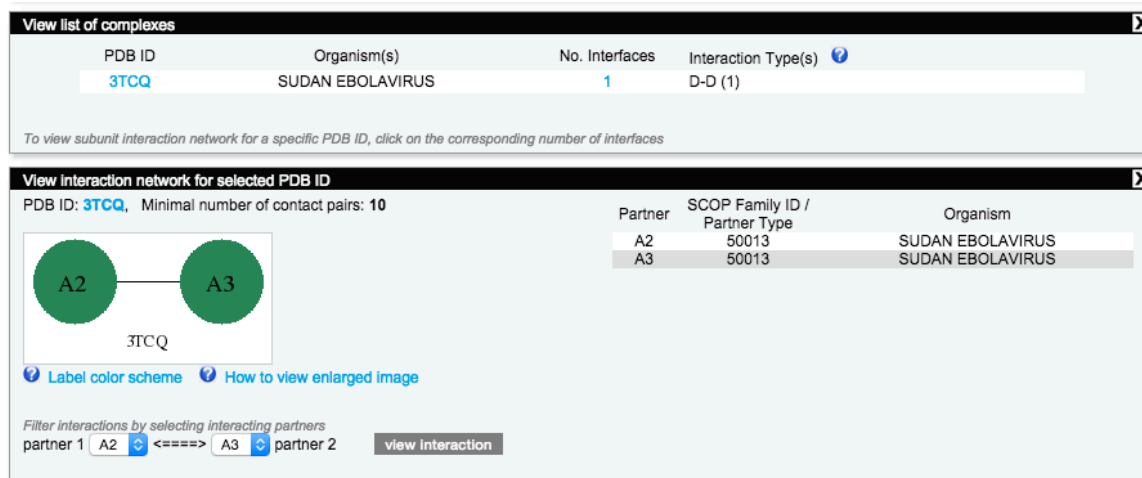 View list of complexes
X
PDB ID Organism(s) No. Interfaces Interaction Type(s) ?
3TCQ SUDAN EBOLAVIRUS 1 D-D (1)
To view subunit interaction network for a specific PDB ID, click on the corresponding number of interfaces
View interaction network for selected PDB ID
X
PDB ID: 3TCQ, Minimal number of contact pairs: 10
A2 A3
3TCQ
? Label color scheme ? How to view enlarged image
Filter interactions by selecting interacting partners
partner 1 A2 <====> A3 partner 2 view interaction
Partner SCOP Family ID / Partner Type Organism
A2 50013 SUDAN EBOLAVIRUS
A3 50013 SUDAN EBOLAVIRUS